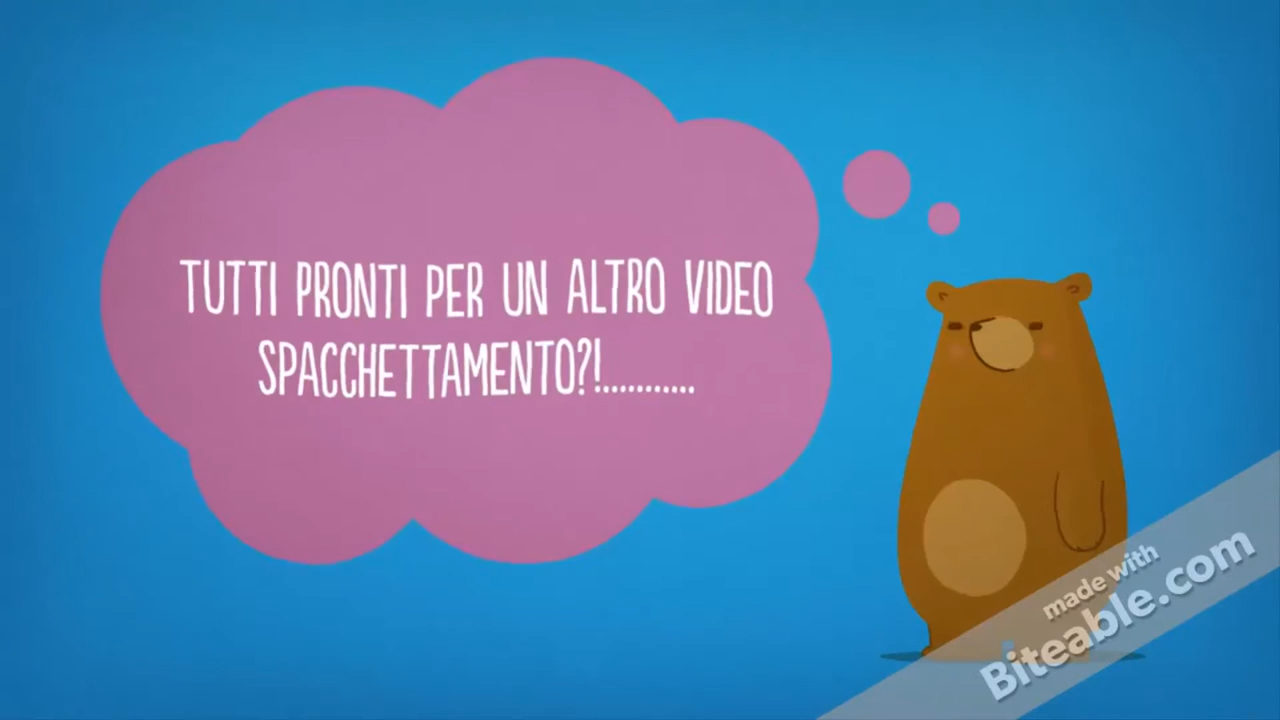 TUTTI PRONTI PER UN ALTRO VIDEO
SPACCHETTAMENTO?!............
made with
Biteable.com